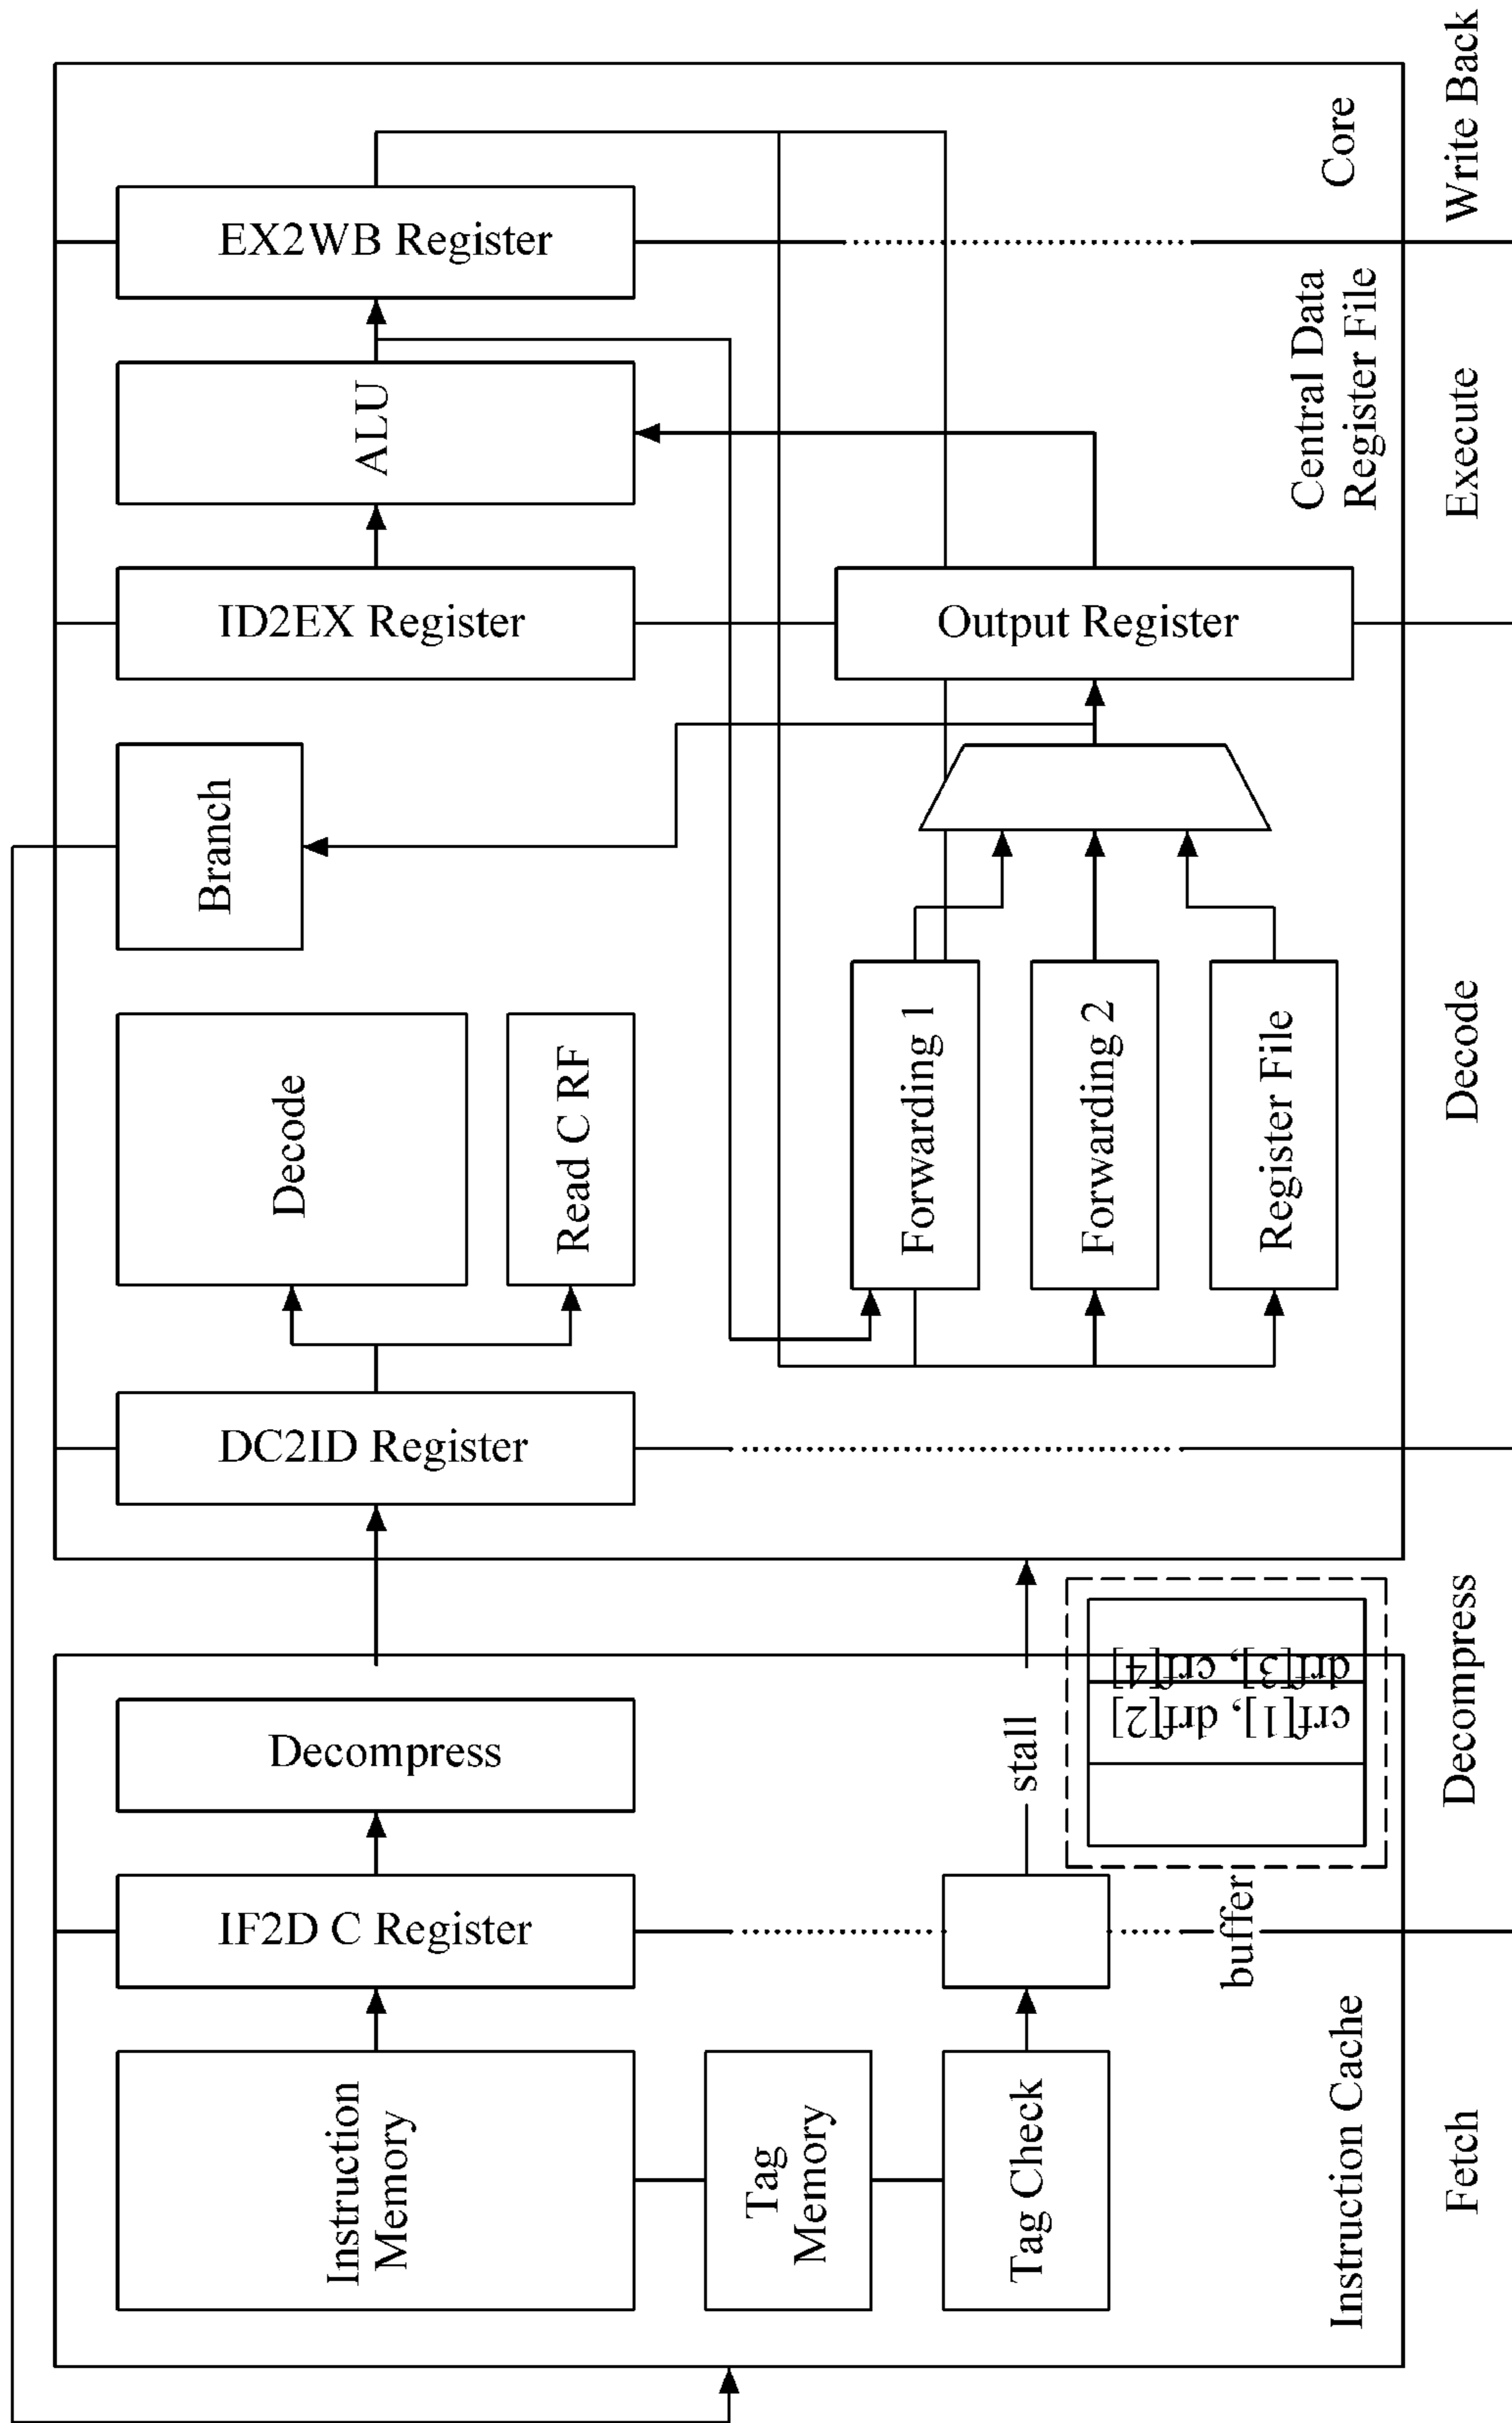 Instruction
Memory
Tag
Memory
Tag Check
Instruction Cache
Fetch
IF2D C Register
buffer
Decompress
stall
crf[1], drf[2]
drf[3], crf[4]
Decompress
DC2ID Register
Decode
Read C RF
Forwarding 1
Forwarding 2
Register File
Decode
Branch
ID2EX Register
Output Register
ALU
Central Data
Register File
Execute
EX2WB Register
Core
Write Back